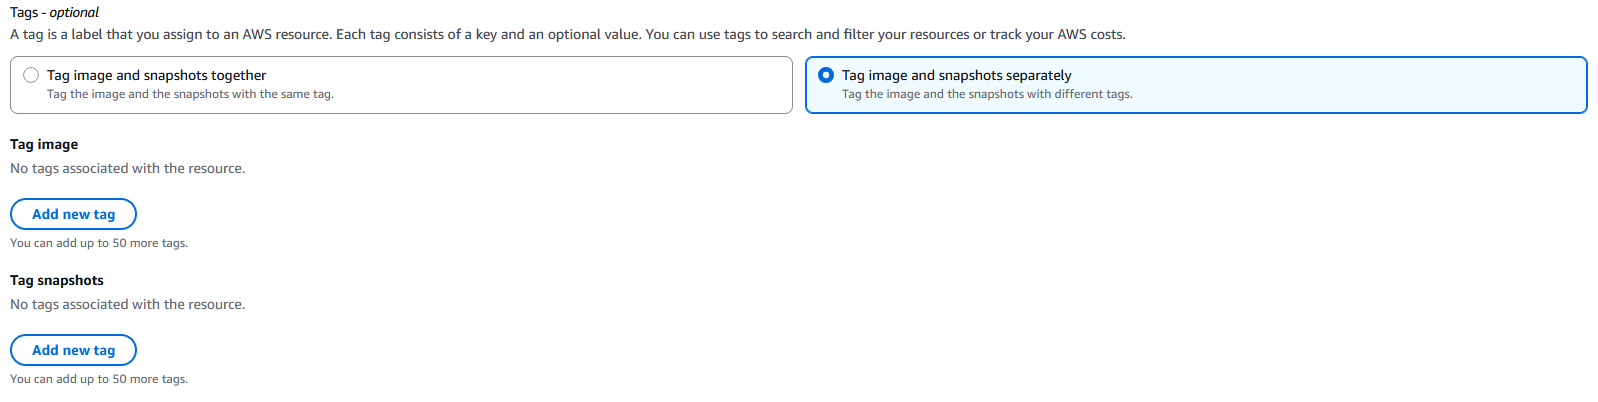 Tags - optional
A tag is a label that you assign to an AWS resource. Each tag consists of a key and an optional value. You can use tags to search and filter your resources or track your AWS costs.
Tag image and snapshots together
Tag the image and the snapshots with the same tag.
Tag image and snapshots separately
Tag the image and the snapshots with different tags.
Tag image
No tags associated with the resource.
Add new tag
You can add up to 50 more tags.
Tag snapshots
No tags associated with the resource.
Add new tag
You can add up to 50 more tags.